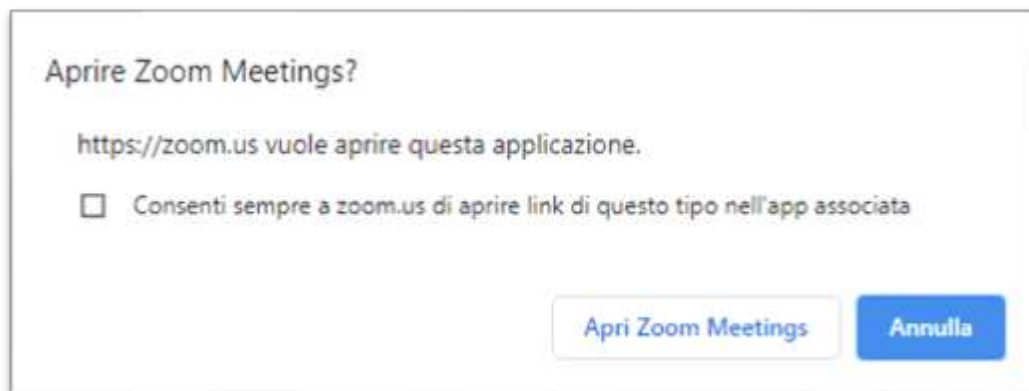 Aprire Zoom Meetings?
https://zoom.us vuole aprire questa applicazione.
Consenti sempre a zoom.us di aprire link di questo tipo nell'app associata
Apri Zoom Meetings
Annulla